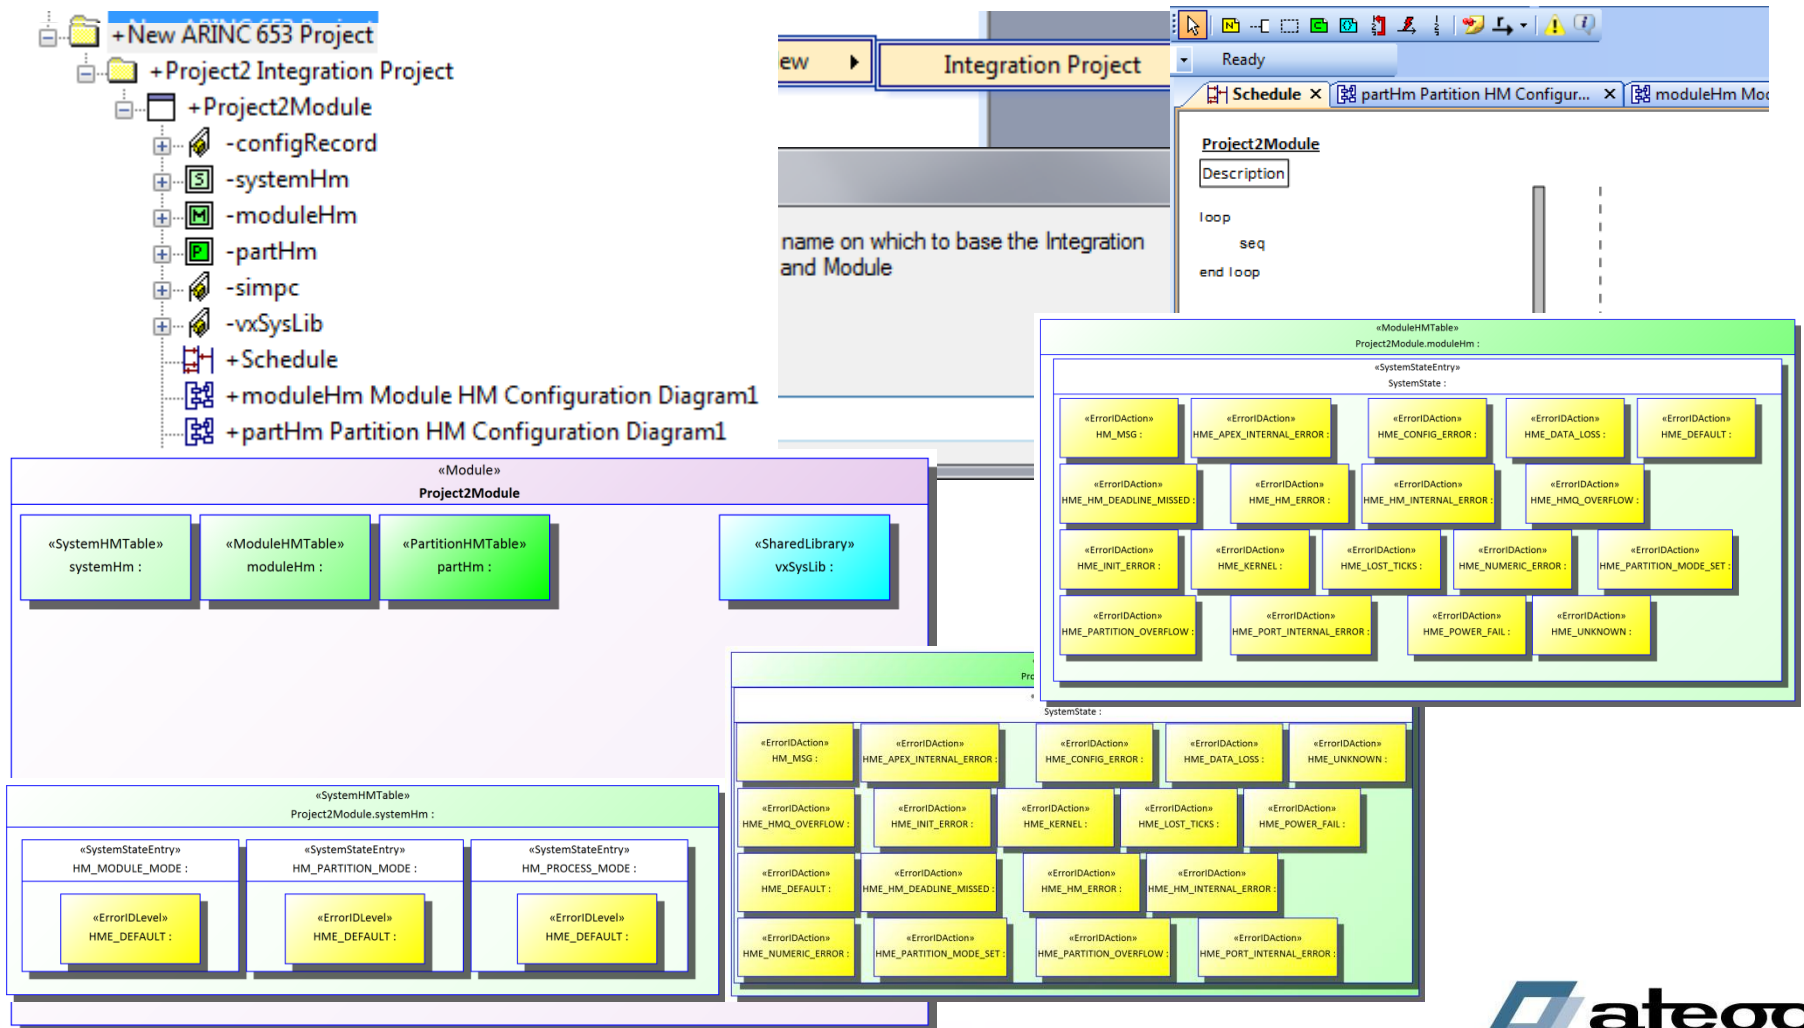 +New ARINC 653 Project
+Project2 Integration Project
+Project2Module
-configRecord
-systemHm
-moduleHm
-partHm
-simpc
-vxSysLib
+Schedule
+moduleHm Module HM Configuration Diagram1
+partHm Partition HM Configuration Diagram1
ew
Integration Project
name on which to base the Integration
and Module
Ready
Schedule
partHm Partition HM Configur...
moduleHm
Project2Module
Description
loop
seq
end loop
«ModuleHMTable»
Project2Module.moduleHm :
«SystemStateEntry»
SystemState :
«ErrorIDAction» «ErrorIDAction» «ErrorIDAction» «ErrorIDAction» «ErrorIDAction»
HM_MSG : HME_APEX_INTERNAL_ERROR : HME_CONFIG_ERROR : HME_DATA_LOSS : HME_DEFAULT :
«ErrorIDAction» «ErrorIDAction» «ErrorIDAction» «ErrorIDAction»
HME_HM_DEADLINE_MISSED : HME_HM_ERROR : HME_HM_INTERNAL_ERROR : HME_HMQ_OVERFLOW :
«ErrorIDAction» «ErrorIDAction» «ErrorIDAction» «ErrorIDAction» «ErrorIDAction»
HME_INIT_ERROR : HME_KERNEL : HME_LOST_TICKS : HME_NUMERIC_ERROR : HME_PARTITION_MODE_SET :
«ErrorIDAction» «ErrorIDAction» «ErrorIDAction» «ErrorIDAction»
HME_PARTITION_OVERFLOW : HME_PORT_INTERNAL_ERROR : HME_POWER_FAIL : HME_UNKNOWN :
«Module»
Project2Module
«SystemHMTable» «ModuleHMTable» «PartitionHMTable» «SharedLibrary»
systemHm : moduleHm : partHm : vxSysLib :
SystemState :
«ErrorIDAction» «ErrorIDAction» «ErrorIDAction» «ErrorIDAction» «ErrorIDAction»
HM_MSG : HME_APEX_INTERNAL_ERROR : HME_CONFIG_ERROR : HME_DATA_LOSS : HME_UNKNOWN :
«ErrorIDAction» «ErrorIDAction» «ErrorIDAction» «ErrorIDAction» «ErrorIDAction»
HME_HMQ_OVERFLOW : HME_INIT_ERROR : HME_KERNEL : HME_LOST_TICKS : HME_POWER_FAIL :
«ErrorIDAction» «ErrorIDAction» «ErrorIDAction» «ErrorIDAction»
HME_DEFAULT : HME_HM_DEADLINE_MISSED : HME_HM_ERROR : HME_HM_INTERNAL_ERROR :
«ErrorIDAction» «ErrorIDAction» «ErrorIDAction» «ErrorIDAction»
HME_NUMERIC_ERROR : HME_PARTITION_MODE_SET : HME_PARTITION_OVERFLOW : HME_PORT_INTERNAL_ERROR :
«SystemHMTable»
Project2Module.systemHm :
«SystemStateEntry» «SystemStateEntry» «SystemStateEntry»
HM_MODULE_MODE : HM_PARTITION_MODE : HM_PROCESS_MODE :
«ErrorIDLevel» «ErrorIDLevel» «ErrorIDLevel»
HME_DEFAULT : HME_DEFAULT : HME_DEFAULT :